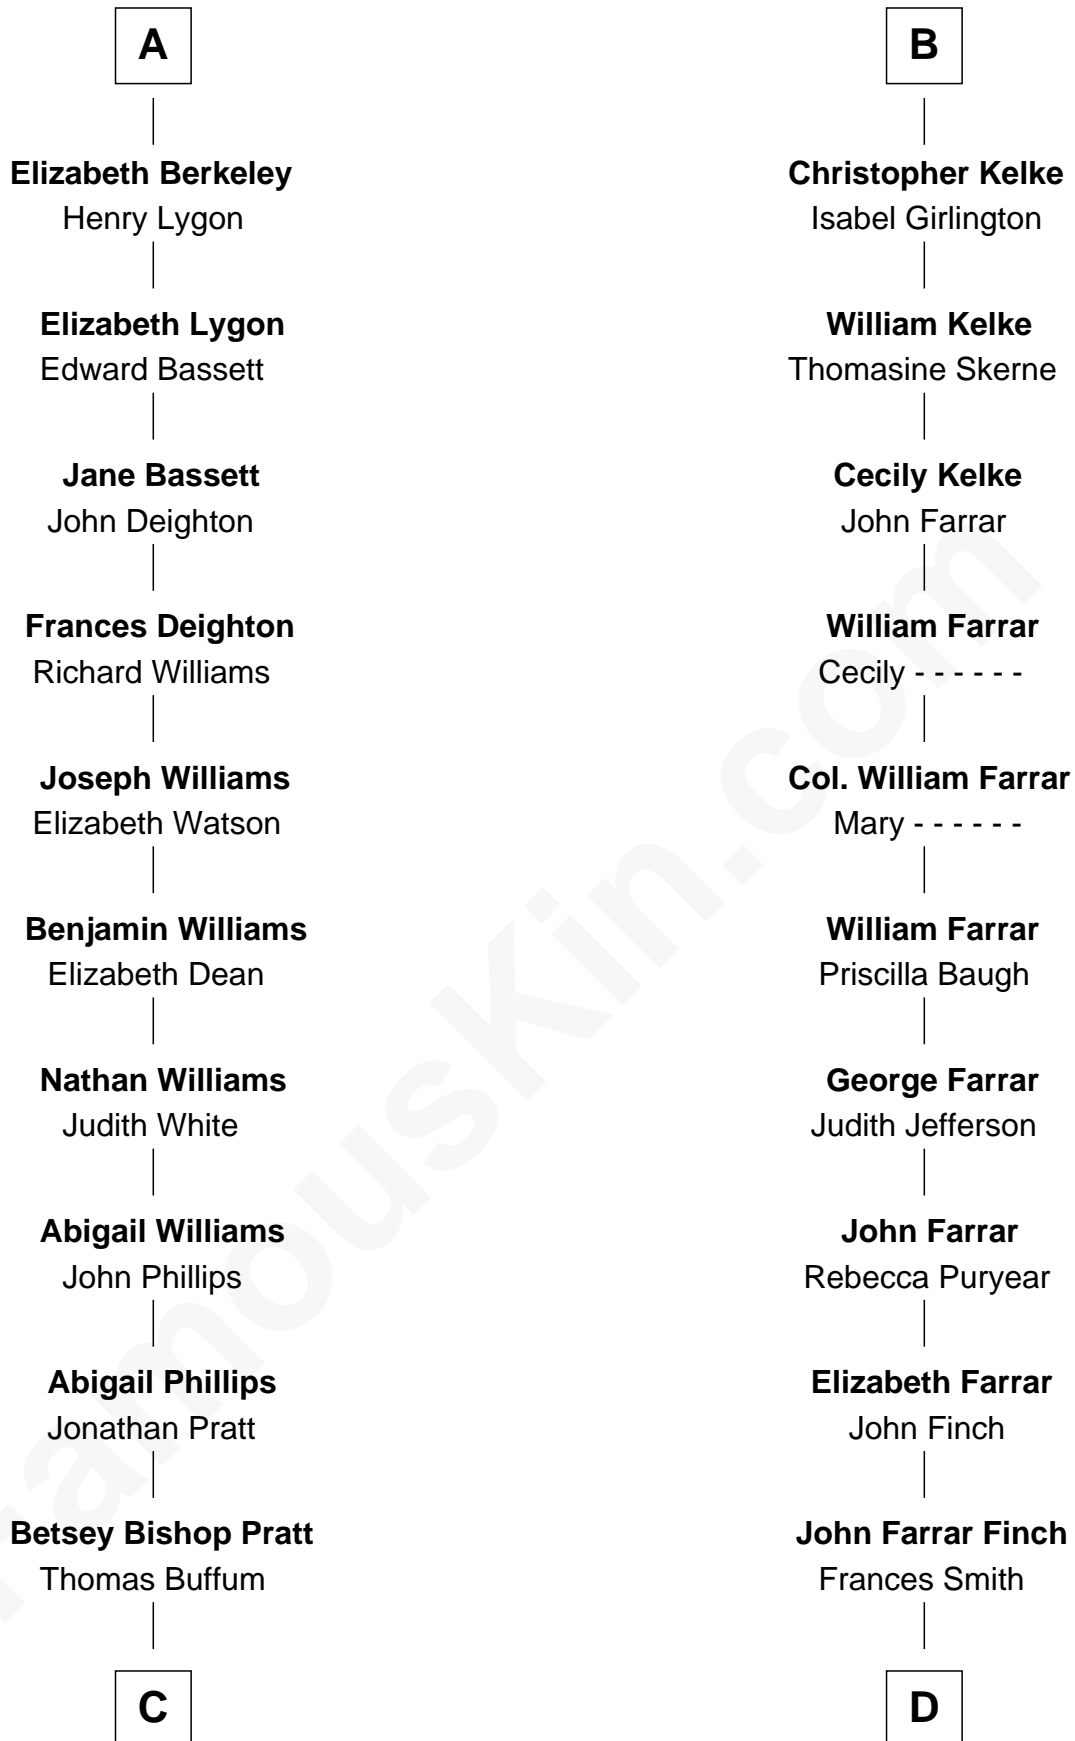 A
Elizabeth Berkeley
Henry Lygon
Elizabeth Lygon
Edward Bassett
Jane Bassett
John Deighton
Frances Deighton
Richard Williams
Joseph Williams
Elizabeth Watson
Benjamin Williams
Elizabeth Dean
Nathan Williams
Judith White
Abigail Williams
John Phillips
Abigail Phillips
Jonathan Pratt
Betsey Bishop Pratt
Thomas Buffum
C
B
Christopher Kelke
Isabel Girlington
William Kelke
Thomasine Skerne
Cecily Kelke
John Farrar
William Farrar
Cecily - - - - - -
Col. William Farrar
Mary - - - - - -
William Farrar
Priscilla Baugh
George Farrar
Judith Jefferson
John Farrar
Rebecca Puryear
Elizabeth Farrar
John Finch
John Farrar Finch
Frances Smith
D
FamousKin.com